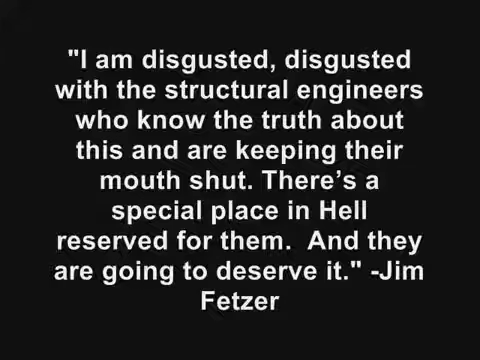 "I am disgusted, disgusted
with the structural engineers
who know the truth about
this and are keeping their
mouth shut. There’s a
special place in Hell
reserved for them.  And they
are going to deserve it." -Jim
Fetzer